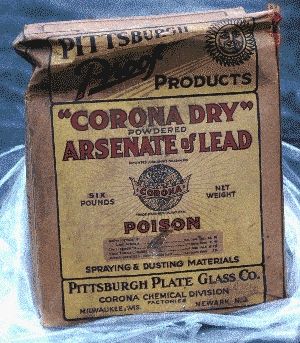 PITTSBURGH
Proof
PRODUCTS
"CORONA DRY"
POWDERED
ARSENATE of LEAD
SIX
POUNDS
CORONA
NET
WEIGHT
POISON
SPRAYING & DUSTING MATERIALS
PITTSBURGH PLATE GLASS CO.
CORONA CHEMICAL DIVISION
FACTORIES
MILWAUKEE, WIS. NEWARK, N.J.